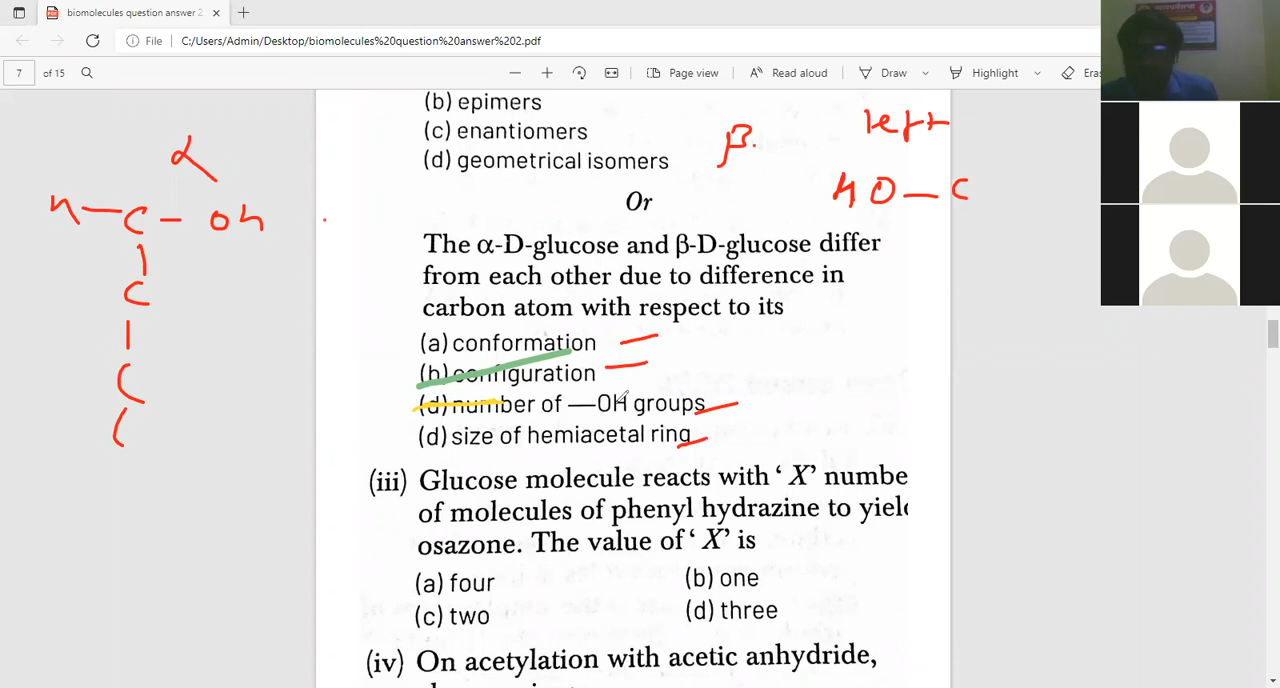 biomolecules question answer 2
File C:/Users/Admin/Desktop/biomolecules%20question%20answer%202.pdf
7 of 15 Page view Read aloud Draw Highlight Eras
(b) epimers
(c) enantiomers
(d) geometrical isomers
β.
left
HO — C
α
H — C — OH
C
C
C
Or
The α-D-glucose and β-D-glucose differ
from each other due to difference in
carbon atom with respect to its
(a) conformation
(b) configuration
(d) number of —OH groups
(d) size of hemiacetal ring
(iii) Glucose molecule reacts with ‘ X’ numbe
of molecules of phenyl hydrazine to yield
osazone. The value of ‘ X’ is
(a) four (b) one
(c) two (d) three
(iv) On acetylation with acetic anhydride,